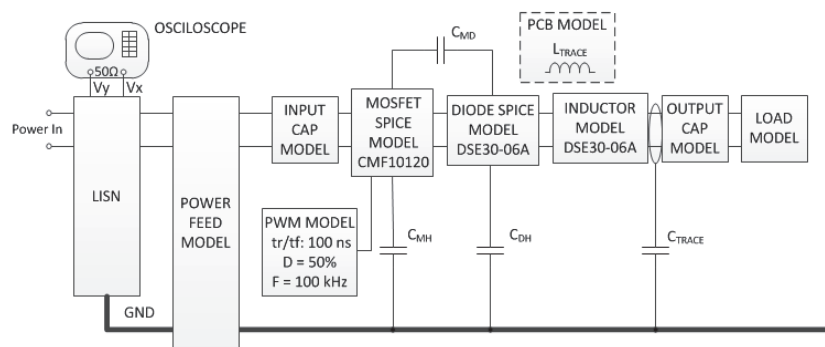 OSCILOSCOPE
50Ω
Vy
Vx
Power In
LISN
GND
POWER
FEED
MODEL
INPUT
CAP
MODEL
MOSFET
SPICE
MODEL
CMF10120
PWM MODEL
tr/tf: 100 ns
D = 50%
F = 100 kHz
CMD
CMH
DIODE SPICE
MODEL
DSE30-06A
CDH
PCB MODEL
LTRACE
INDUCTOR
MODEL
DSE30-06A
CTRACE
OUTPUT
CAP
MODEL
LOAD
MODEL